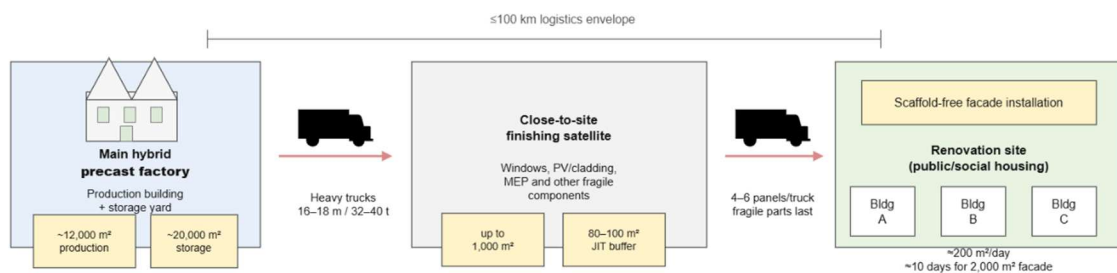 ≤100 km logistics envelope
Main hybrid
precast factory
Production building
+ storage yard
~12,000 m²
production
~20,000 m²
storage
Heavy trucks
16–18 m / 32–40 t
Close-to-site
finishing satellite
Windows, PV/cladding,
MEP and other fragile
components
up to
1,000 m²
80–100 m²
JIT buffer
4–6 panels/truck
fragile parts last
Scaffold-free facade installation
Renovation site
(public/social housing)
Bldg
A
Bldg
B
Bldg
C
≈200 m²/day
≈10 days for 2,000 m² facade